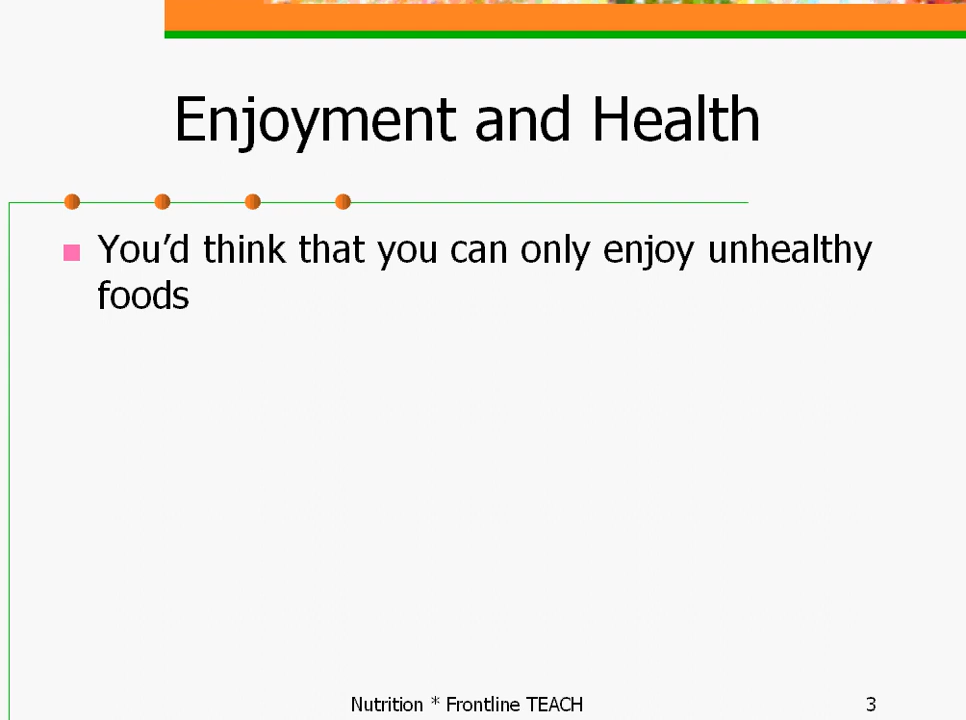 Enjoyment and Health
You’d think that you can only enjoy unhealthy
foods
Nutrition * Frontline TEACH
3